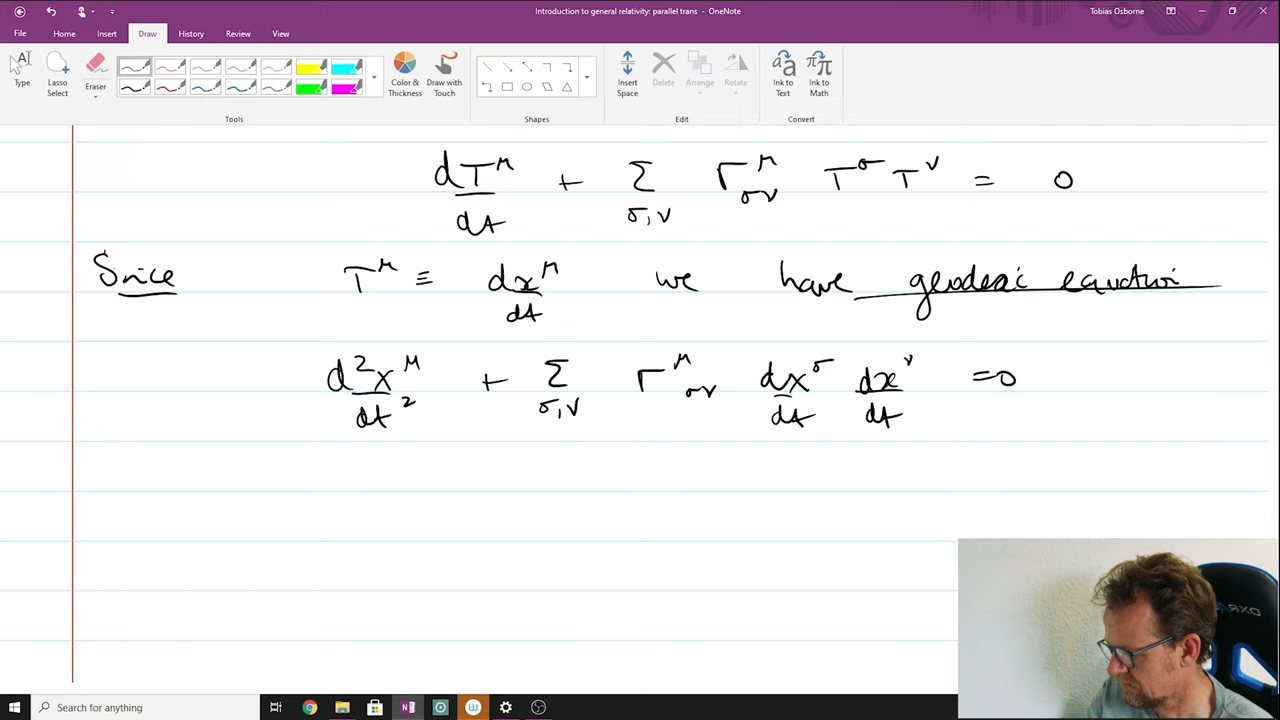 Introduction to general relativity: parallel trans - OneNote
Tobias Osborne
File Home Insert Draw History Review View
Type Lasso Select Eraser Color & Thickness Draw with Touch Insert Space Delete Arrange Rotate Ink to Text Ink to Math
Tools Shapes Edit Convert
dT^μ/dt + Σ_{σ,ν} Γ^μ_{σν} T^σ T^ν = 0
Since T^μ ≡ dx^μ/dt we have geodesic equation
d²x^μ/dt² + Σ_{σ,ν} Γ^μ_{σν} dx^σ/dt dx^ν/dt =0
DXRA
Search for anything